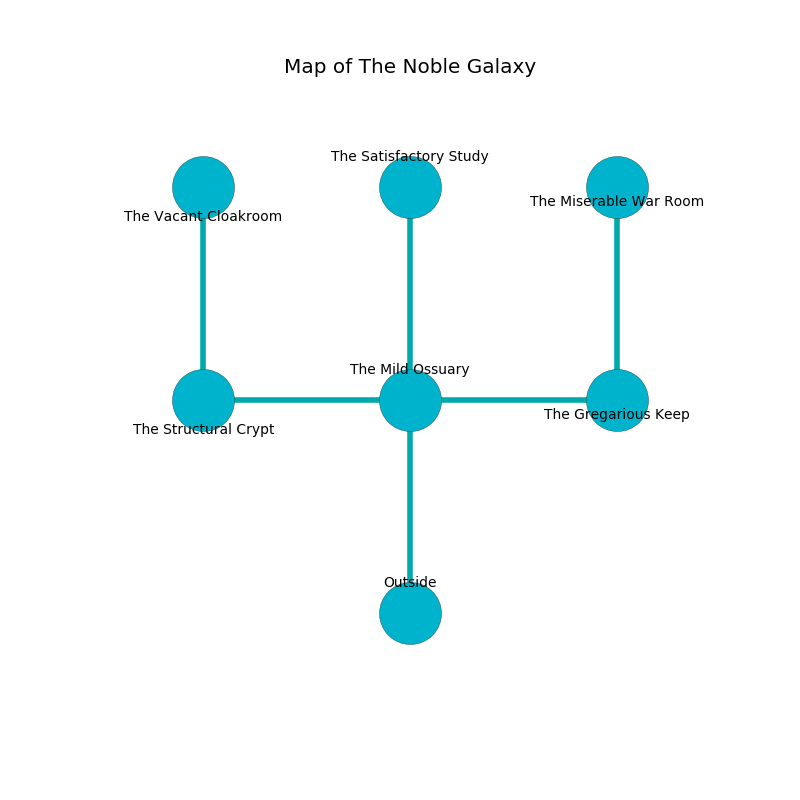 Map of The Noble Galaxy
The Satisfactory Study
The Miserable War Room
The Vacant Cloakroom
The Mild Ossuary
The Gregarious Keep
The Structural Crypt
Outside